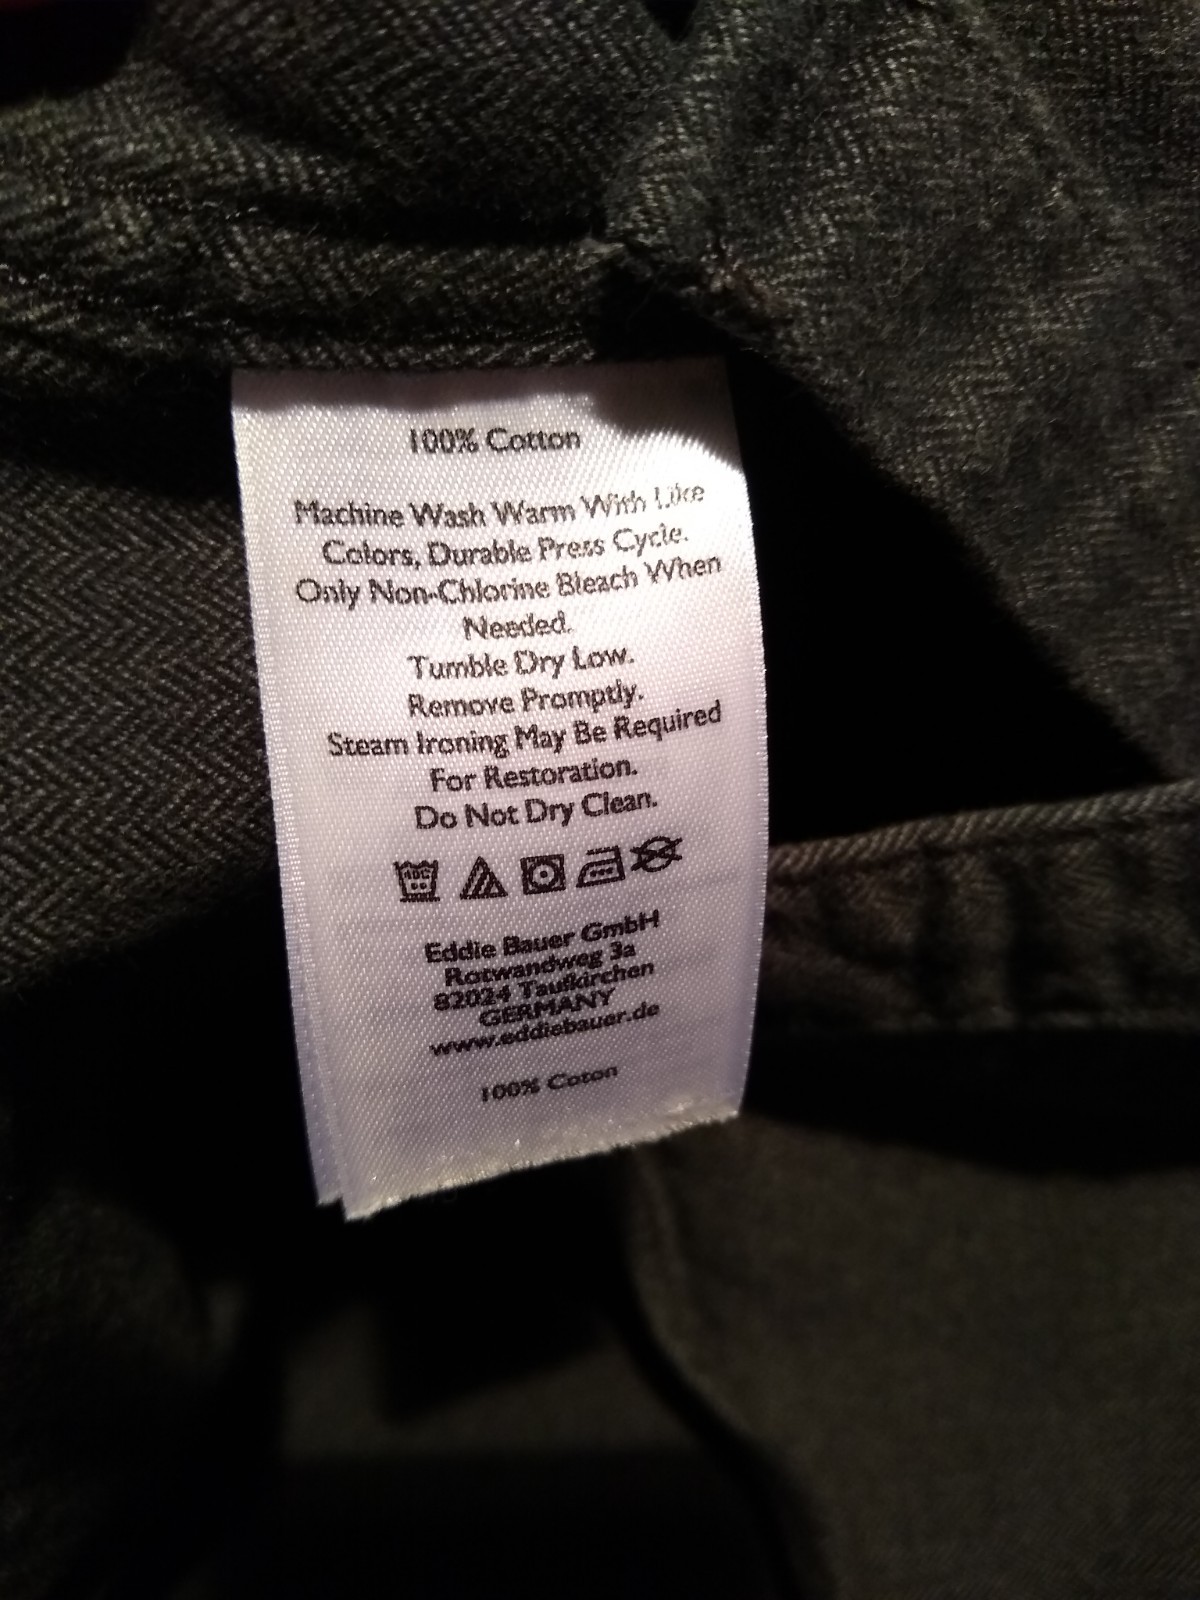 100% Cotton
Machine Wash Warm With Like
Colors, Durable Press Cycle.
Only Non-Chlorine Bleach When
Needed.
Tumble Dry Low.
Remove Promptly.
Steam Ironing May Be Required
For Restoration.
Do Not Dry Clean.
40C
Eddie Bauer GmbH
Rotwandweg 3a
82024 Taufkirchen
GERMANY
www.eddiebauer.de
100% Coton